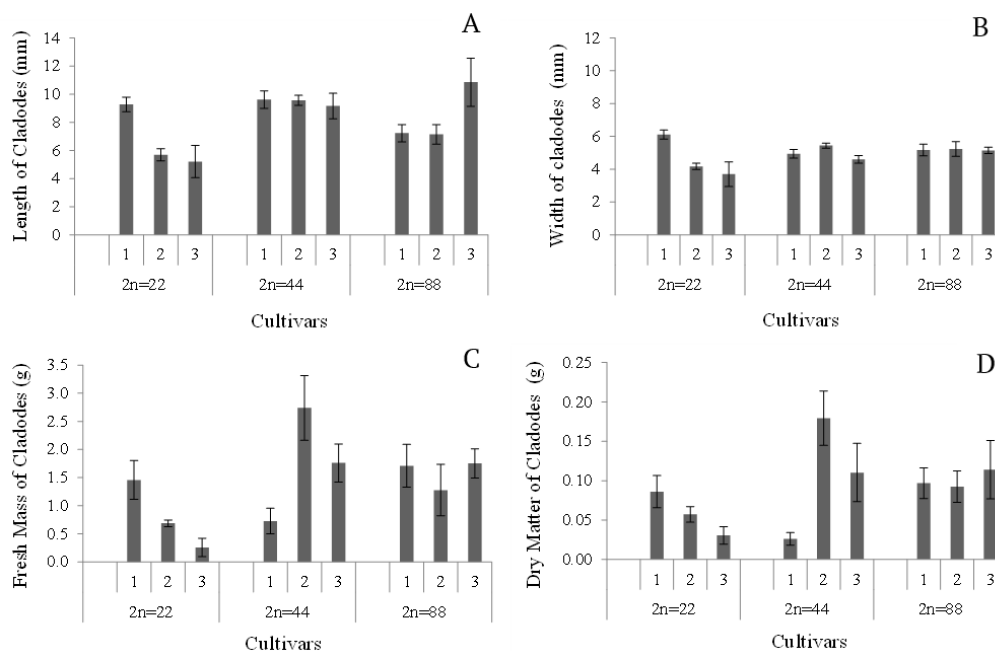 A
Length of Cladodes (mm)
14
12
10
8
6
4
2
0
1 2 3 1 2 3 1 2 3
2n=22 2n=44 2n=88
Cultivars
B
Width of cladodes (mm)
12
10
8
6
4
2
0
1 2 3 1 2 3 1 2 3
2n=22 2n=44 2n=88
Cultivars
C
Fresh Mass of Cladodes (g)
3.5
3.0
2.5
2.0
1.5
1.0
0.5
0.0
1 2 3 1 2 3 1 2 3
2n=22 2n=44 2n=88
Cultivars
D
Dry Matter of Cladodes (g)
0.25
0.20
0.15
0.10
0.05
0.00
1 2 3 1 2 3 1 2 3
2n=22 2n=44 2n=88
Cultivars